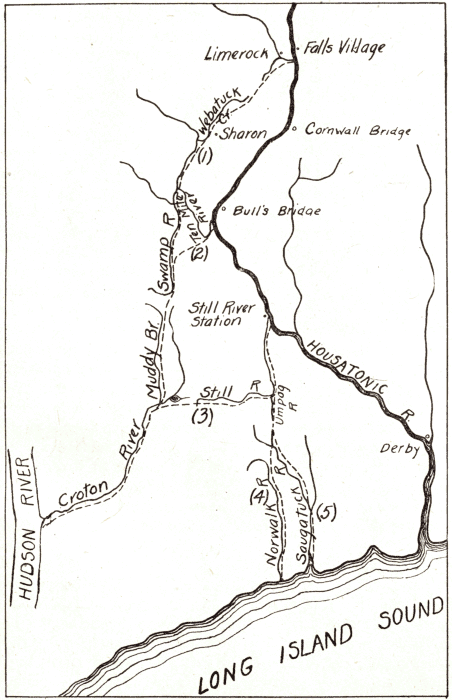 Limerock
Falls Village
Webatuck
Cr
Sharon
Cornwall Bridge
(1)
Ten Mile
River
Bull's Bridge
Swamp R
(2)
Still River
Station
Muddy Br
HOUSATONIC R.
Still R
(3)
Umpog
R
Derby
Croton River
HUDSON RIVER
(4)
Norwalk R
Saugatuck R
(5)
LONG ISLAND SOUND